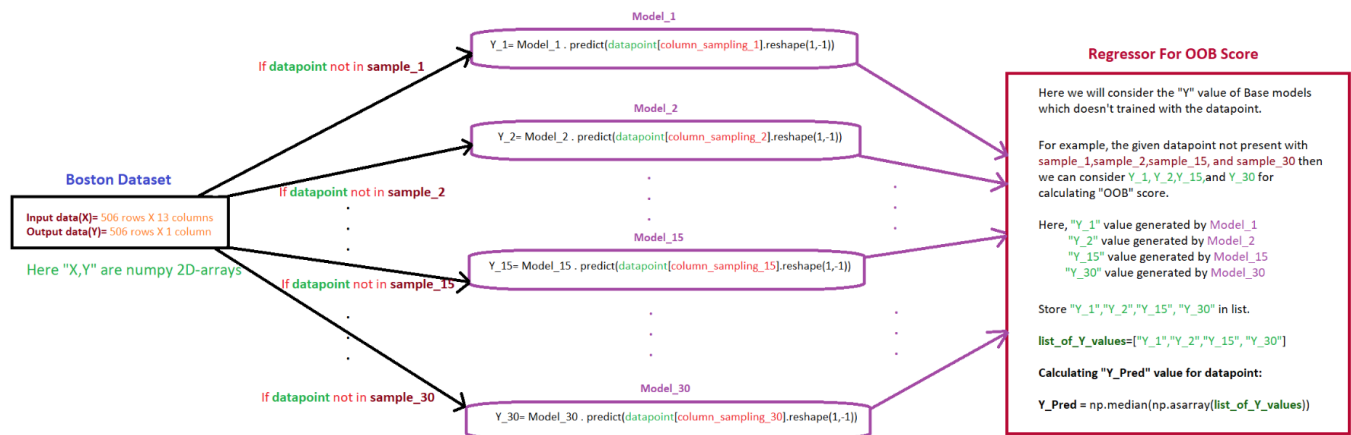 Boston Dataset
Input data(X)= 506 rows X 13 columns
Output data(Y)= 506 rows X 1 column
Here "X,Y" are numpy 2D-arrays
If datapoint not in sample_1
If datapoint not in sample_2
If datapoint not in sample_15
If datapoint not in sample_30
Model_1
Y_1= Model_1 . predict(datapoint[column_sampling_1].reshape(1,-1))
Model_2
Y_2= Model_2 . predict(datapoint[column_sampling_2].reshape(1,-1))
Model_15
Y_15= Model_15 . predict(datapoint[column_sampling_15].reshape(1,-1))
Model_30
Y_30= Model_30 . predict(datapoint[column_sampling_30].reshape(1,-1))
Regressor For OOB Score
Here we will consider the "Y" value of Base models
which doesn't trained with the datapoint.
For example, the given datapoint not present with
sample_1,sample_2,sample_15, and sample_30 then
we can consider Y_1, Y_2,Y_15,and Y_30 for
calculating "OOB" score.
Here, "Y_1" value generated by Model_1
"Y_2" value generated by Model_2
"Y_15" value generated by Model_15
"Y_30" value generated by Model_30
Store "Y_1","Y_2","Y_15", "Y_30" in list.
list_of_Y_values=["Y_1","Y_2","Y_15", "Y_30"]
Calculating "Y_Pred" value for datapoint:
Y_Pred = np.median(np.asarray(list_of_Y_values))